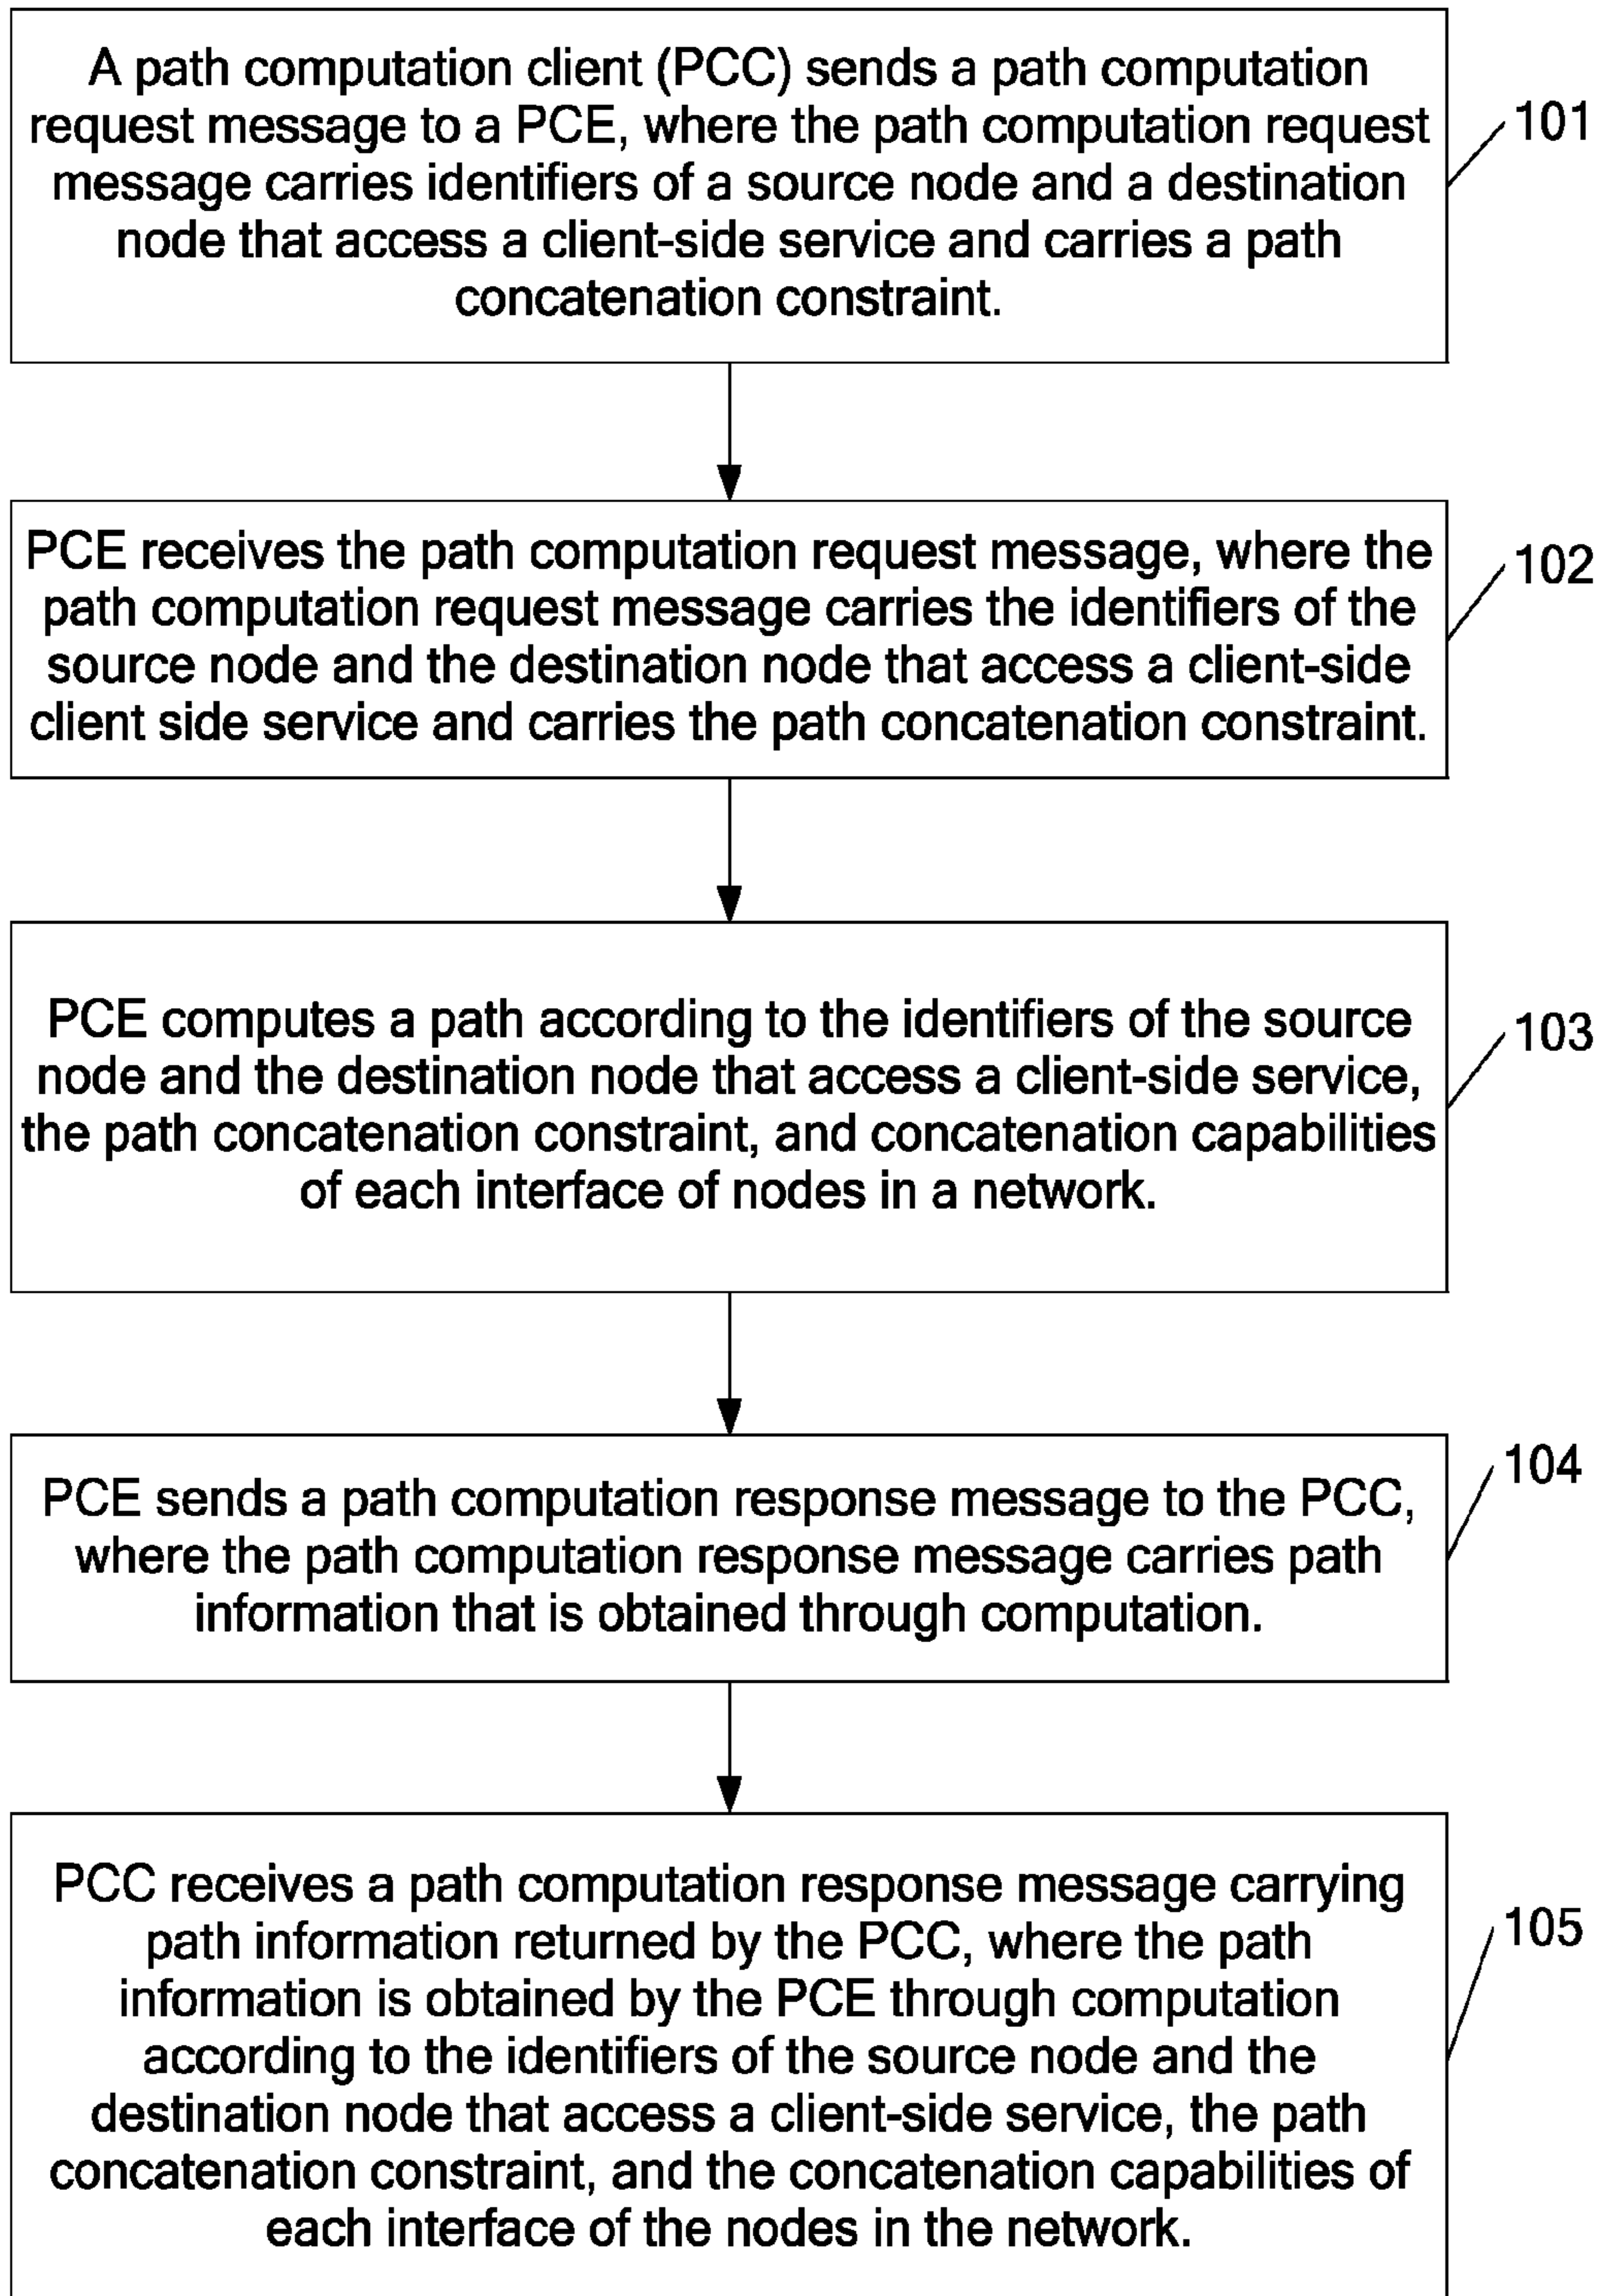 A path computation client (PCC) sends a path computation
request message to a PCE, where the path computation request
message carries identifiers of a source node and a destination
node that access a client-side service and carries a path
concatenation constraint.
101
PCE receives the path computation request message, where the
path computation request message carries the identifiers of the
source node and the destination node that access a client-side
client side service and carries the path concatenation constraint.
102
PCE computes a path according to the identifiers of the source
node and the destination node that access a client-side service,
the path concatenation constraint, and concatenation capabilities
of each interface of nodes in a network.
103
PCE sends a path computation response message to the PCC,
where the path computation response message carries path
information that is obtained through computation.
104
PCC receives a path computation response message carrying
path information returned by the PCC, where the path
information is obtained by the PCE through computation
according to the identifiers of the source node and the
destination node that access a client-side service, the path
concatenation constraint, and the concatenation capabilities of
each interface of the nodes in the network.
105